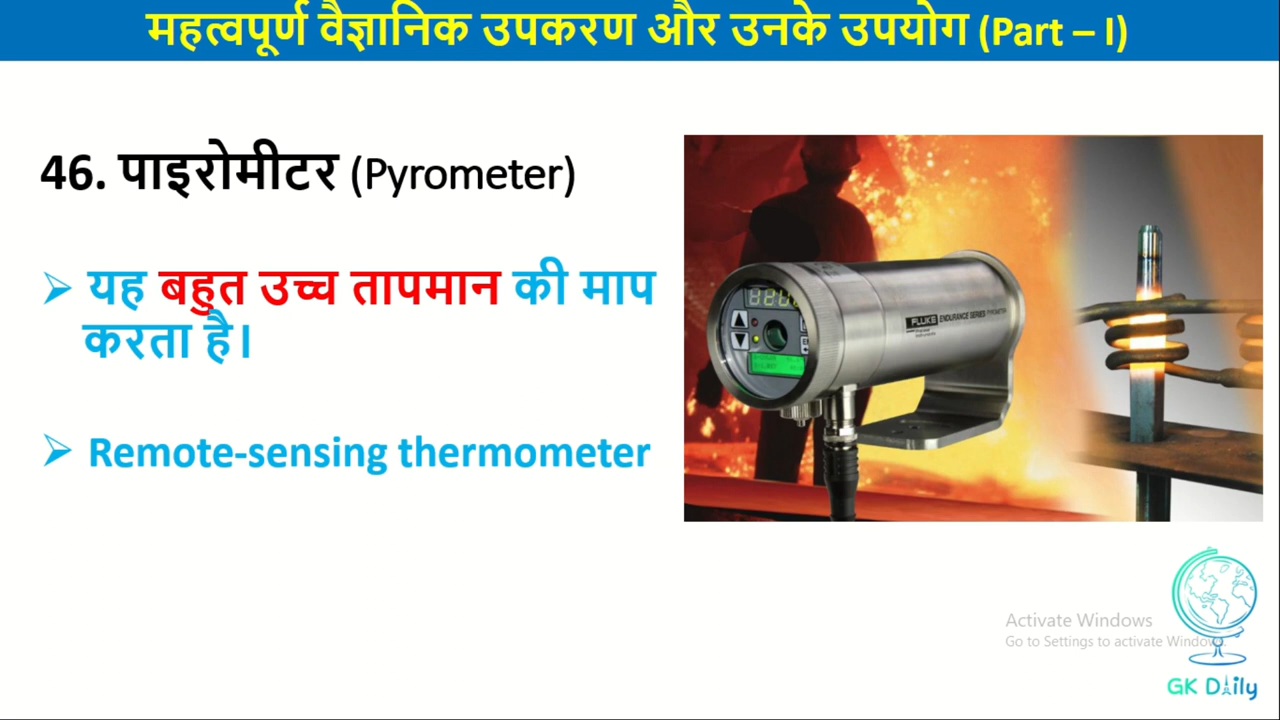 महत्वपूर्ण वैज्ञानिक उपकरण और उनके उपयोग (Part – I)
46. पाइरोमीटर (Pyrometer)
➢ यह बहुत उच्च तापमान की माप
करता है।
➢ Remote-sensing thermometer
FLUKE ENDURANCE SERIES PYROMETER
Activate Windows
Go to Settings to activate Windows.
GK Daily